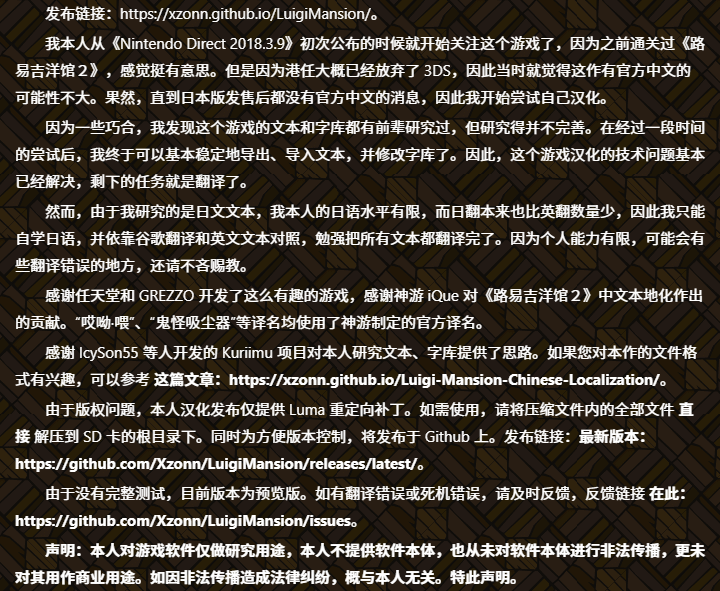 发布链接：https://xzonn.github.io/LuigiMansion/。
我本人从《Nintendo Direct 2018.3.9》初次公布的时候就开始关注这个游戏了，因为之前通关过《路
易吉洋馆２》，感觉挺有意思。但是因为港任大概已经放弃了 3DS，因此当时就觉得这作有官方中文的
可能性不大。果然，直到日本版发售后都没有官方中文的消息，因此我开始尝试自己汉化。
因为一些巧合，我发现这个游戏的文本和字库都有前辈研究过，但研究得并不完善。在经过一段时间
的尝试后，我终于可以基本稳定地导出、导入文本，并修改字库了。因此，这个游戏汉化的技术问题基本
已经解决，剩下的任务就是翻译了。
然而，由于我研究的是日文文本，我本人的日语水平有限，而日翻本来也比英翻数量少，因此我只能
自学日语，并依靠谷歌翻译和英文文本对照，勉强把所有文本都翻译完了。因为个人能力有限，可能会有
些翻译错误的地方，还请不吝赐教。
感谢任天堂和 GREZZO 开发了这么有趣的游戏，感谢神游 iQue 对《路易吉洋馆２》中文本地化作出
的贡献。“哎呦·喂”、“鬼怪吸尘器”等译名均使用了神游制定的官方译名。
感谢 IcySon55 等人开发的 Kuriimu 项目对本人研究文本、字库提供了思路。如果您对本作的文件格
式有兴趣，可以参考 这篇文章：https://xzonn.github.io/Luigi-Mansion-Chinese-Localization/。
由于版权问题，本人汉化发布仅提供 Luma 重定向补丁。如需使用，请将压缩文件内的全部文件 直
接 解压到 SD 卡的根目录下。同时为方便版本控制，将发布于 Github 上。发布链接：最新版本：
https://github.com/Xzonn/LuigiMansion/releases/latest/。
由于没有完整测试，目前版本为预览版。如有翻译错误或死机错误，请及时反馈，反馈链接 在此：
https://github.com/Xzonn/LuigiMansion/issues。
声明：本人对游戏软件仅做研究用途，本人不提供软件本体，也从未对软件本体进行非法传播，更未
对其用作商业用途。如因非法传播造成法律纠纷，概与本人无关。特此声明。